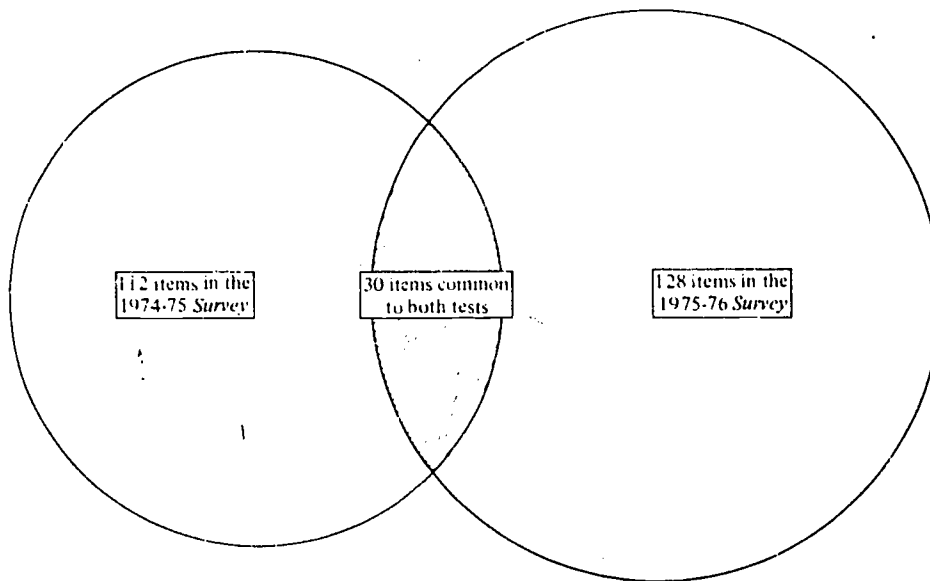 112 items in the
1974-75 Survey
30 items common
to both tests
128 items in the
1975-76 Survey